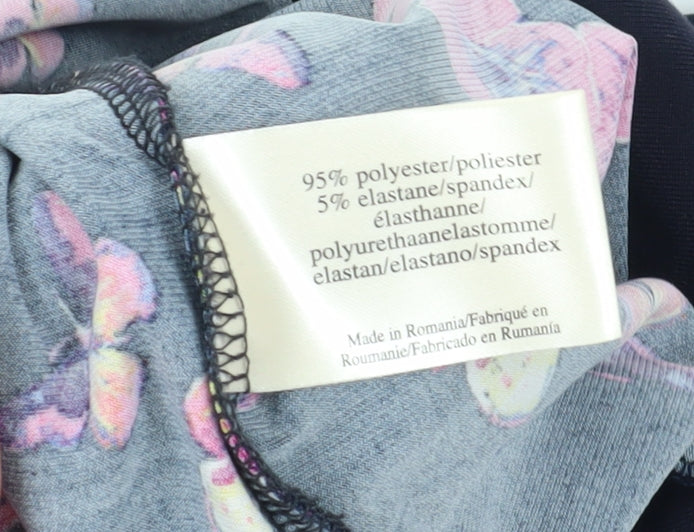 95% polyester/poliester
5% elastane/spandex/
élasthanne/
polyurethaanelastomme/
elastan/elastano/spandex
Made in Romania/Fabriqué en
Roumanie/Fabricado en Rumanía